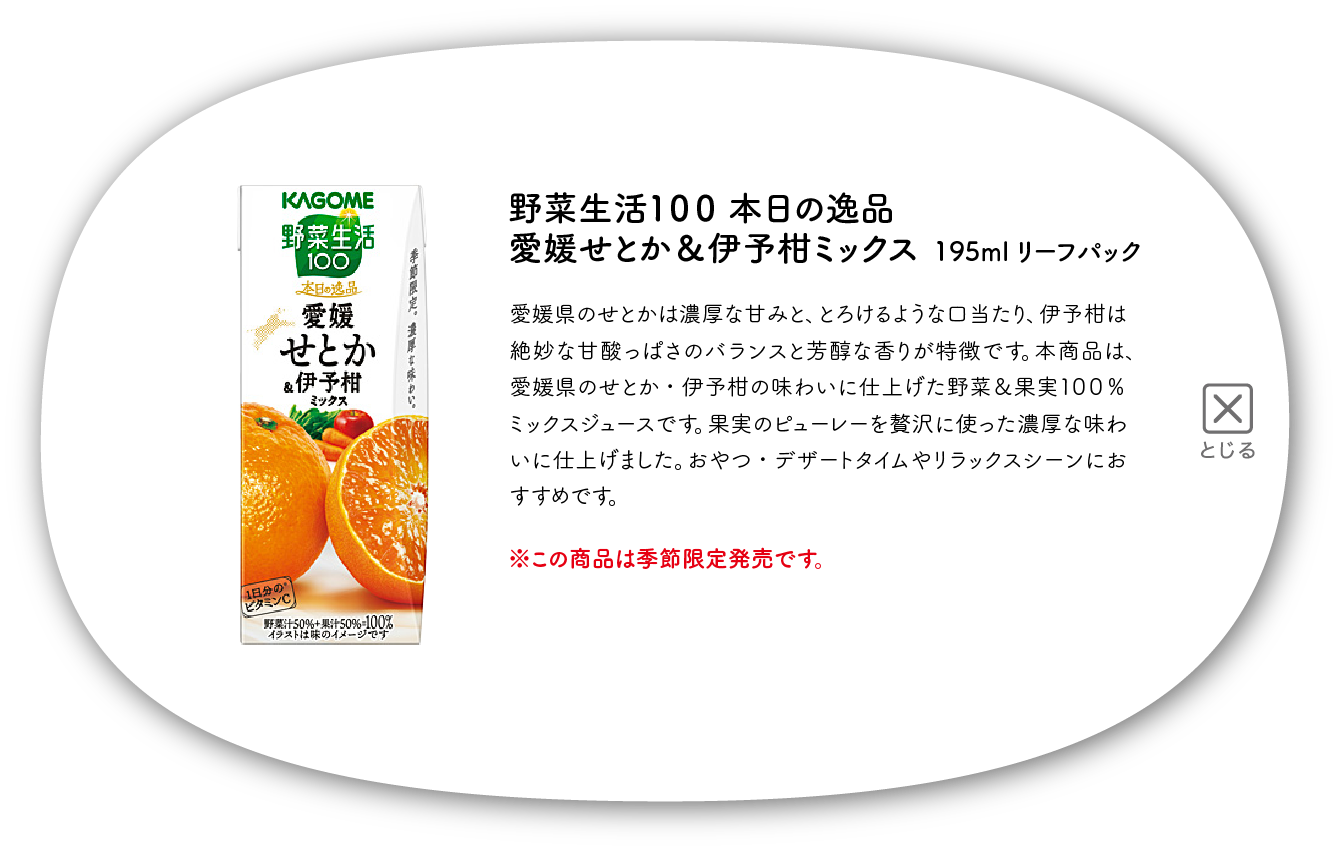 KAGOME
野菜生活
100
本日の逸品
愛媛
せとか
&伊予柑
ミックス
季節限定。濃厚な味わい。
1日分の*
ビタミンC
野菜汁50%+果汁50%=100%
イラストは味のイメージです
野菜生活100 本日の逸品
愛媛せとか&伊予柑ミックス 195ml リーフパック
愛媛県のせとかは濃厚な甘みと、とろけるような口当たり、伊予柑は
絶妙な甘酸っぱさのバランスと芳醇な香りが特徴です。本商品は、
愛媛県のせとか・伊予柑の味わいに仕上げた野菜&果実100%
ミックスジュースです。果実のピューレーを贅沢に使った濃厚な味わ
いに仕上げました。おやつ・デザートタイムやリラックスシーンにお
すすめです。
※この商品は季節限定発売です。
とじる